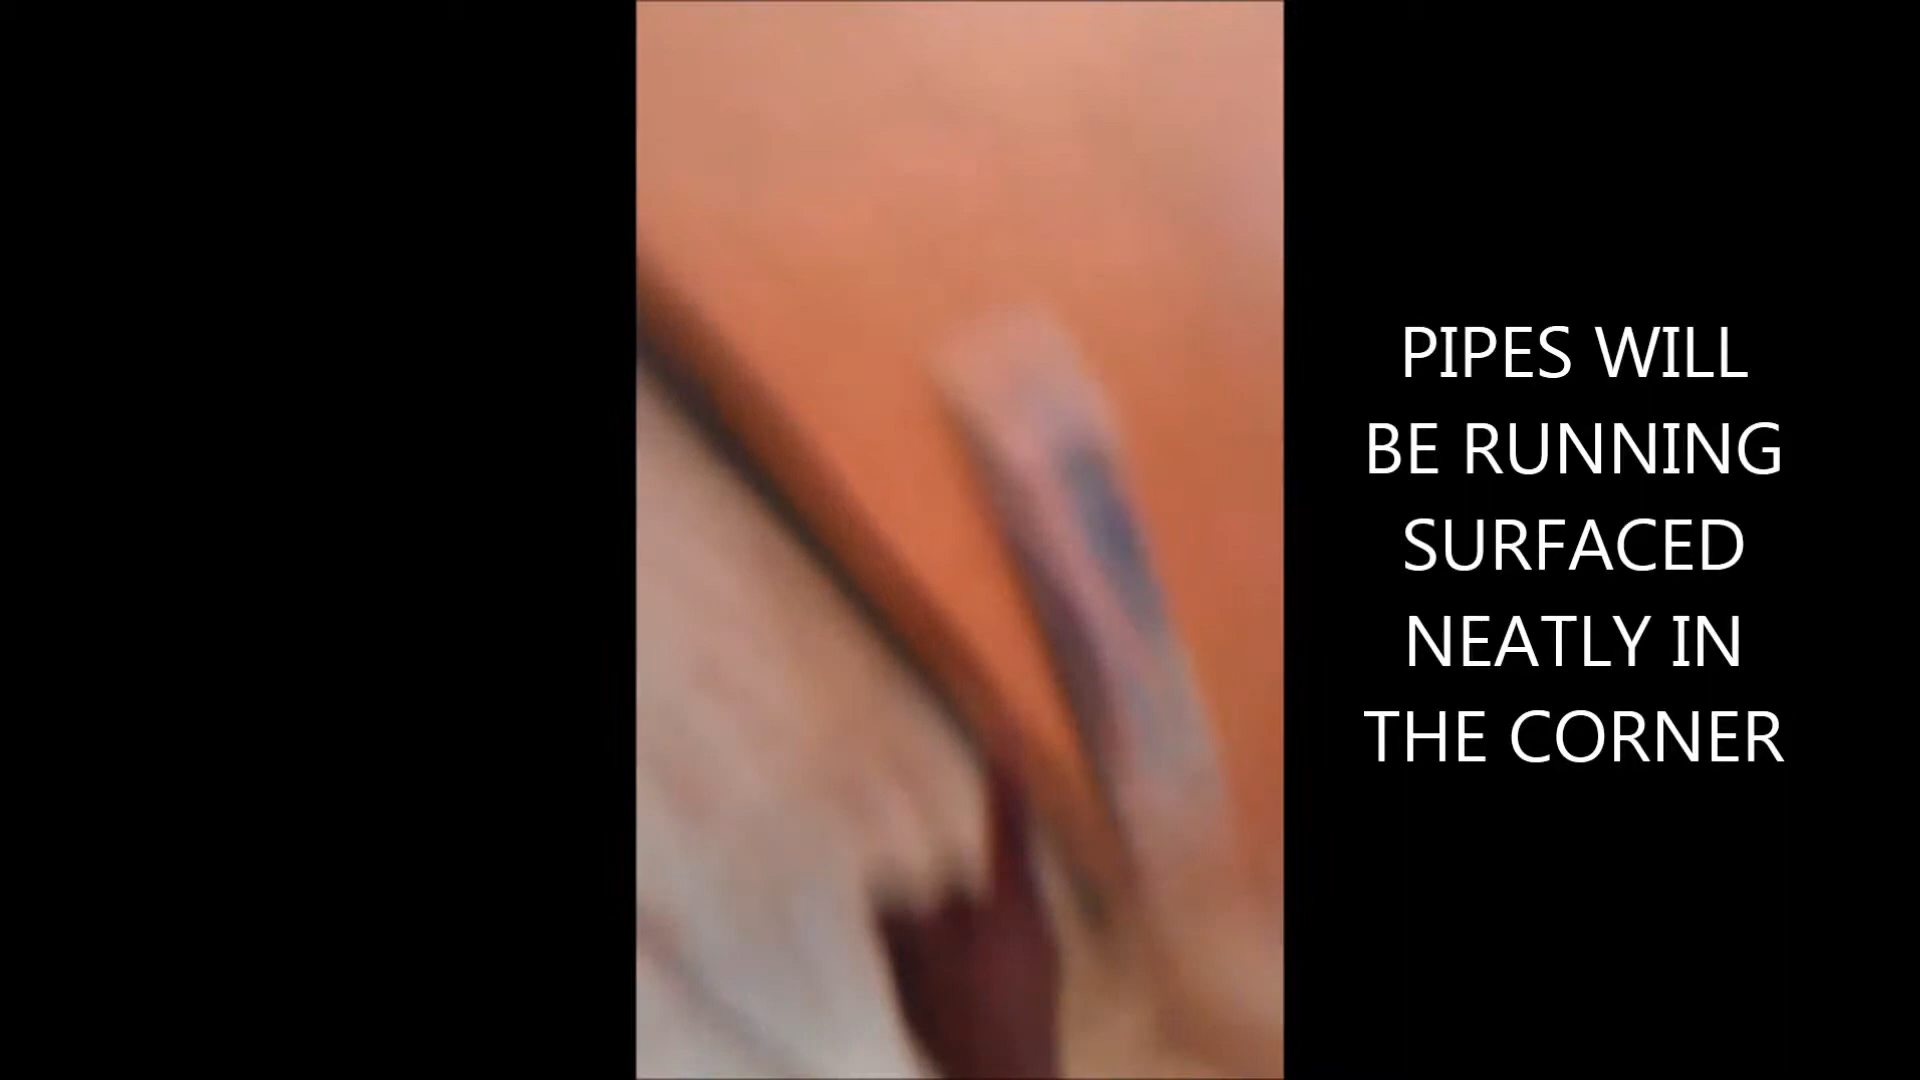 PIPES WILL
BE RUNNING
SURFACED
NEATLY IN
THE CORNER